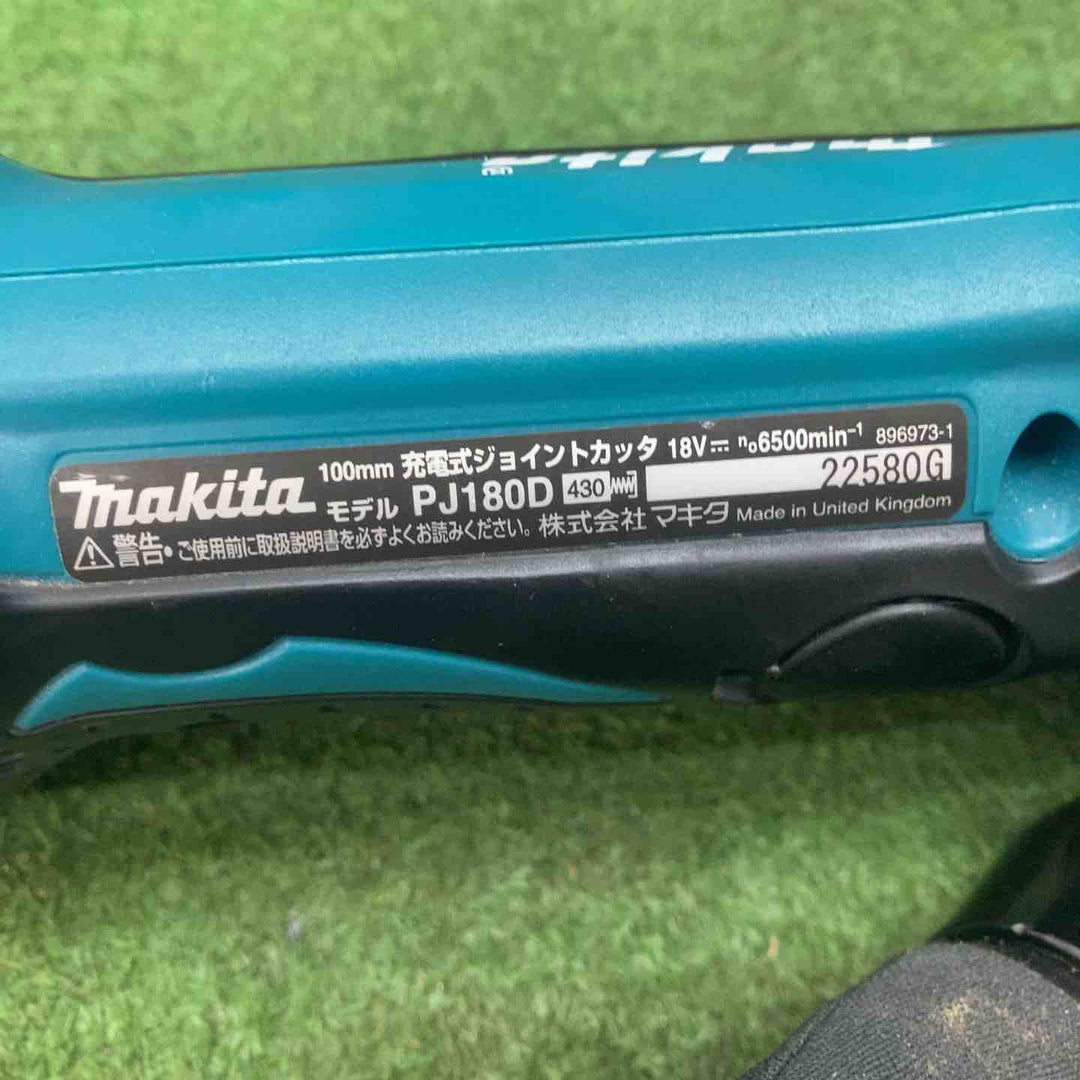 makita
makita 100mm 充電式ジョイントカッタ 18V⎓ n₀6500min⁻¹ 896973-1
モデル PJ180D 430 22580G
⚠警告・ご使用前に取扱説明書を必ずよくお読みください。 株式会社 マキタ Made in United Kingdom